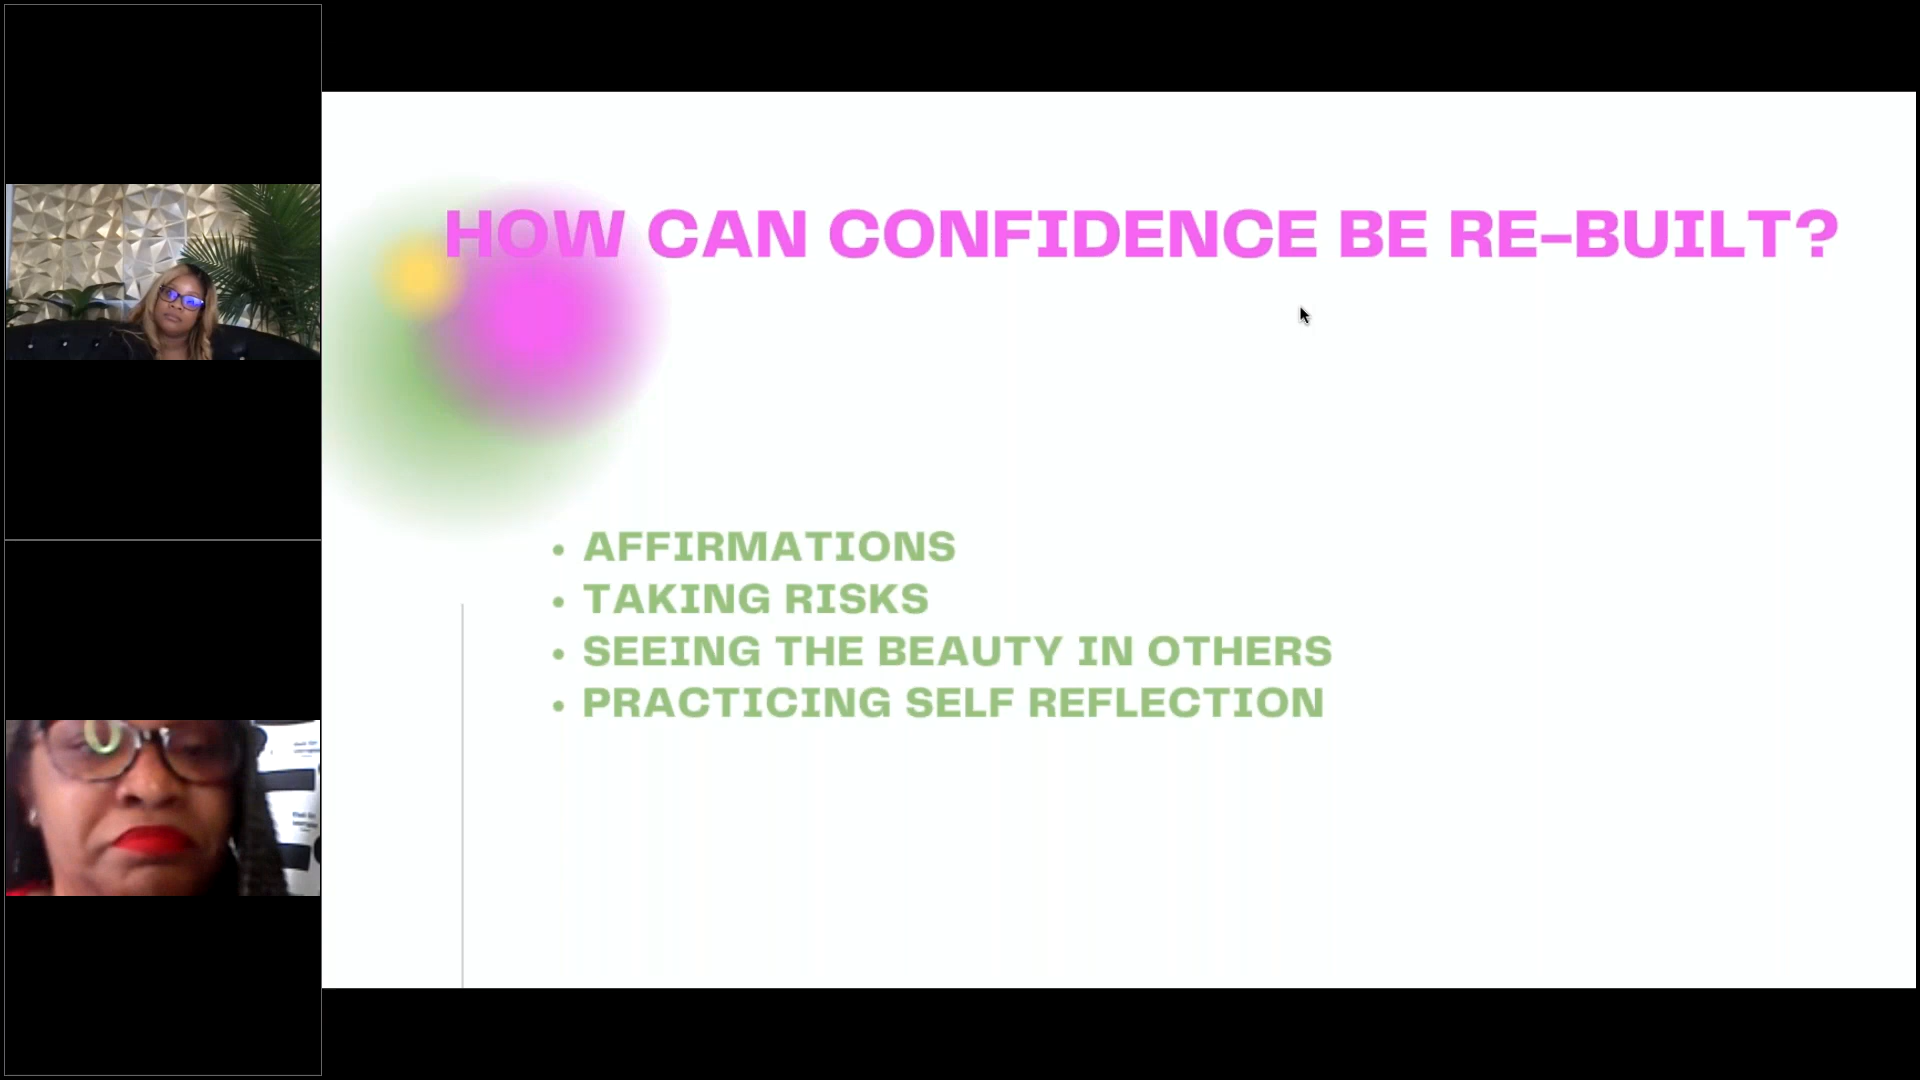 HOW CAN CONFIDENCE BE RE-BUILT?
• AFFIRMATIONS
• TAKING RISKS
• SEEING THE BEAUTY IN OTHERS
• PRACTICING SELF REFLECTION